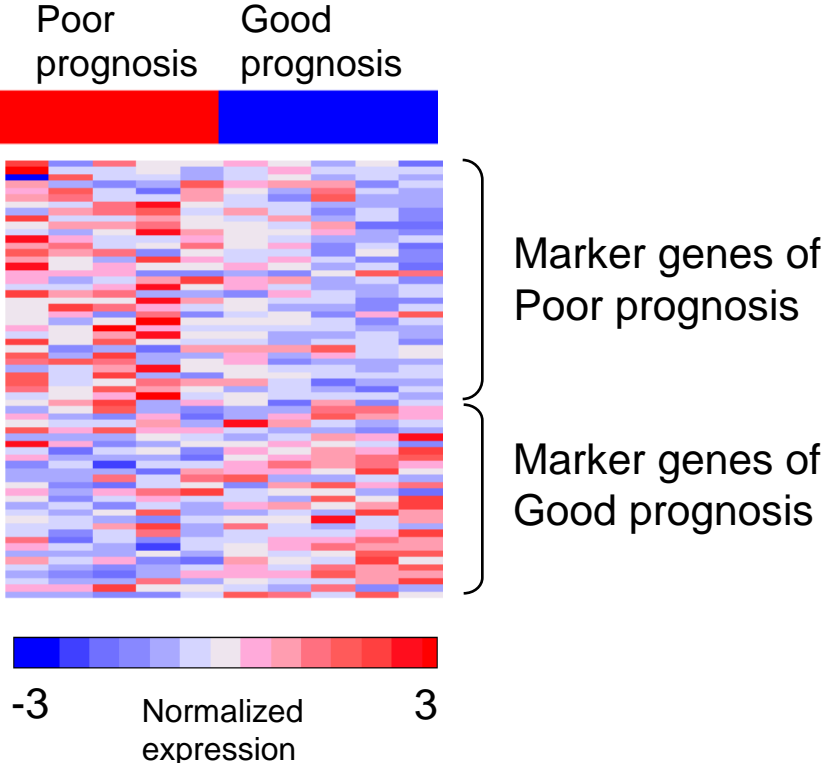 Poor
prognosis
Good
prognosis
Marker genes of
Poor prognosis
Marker genes of
Good prognosis
-3
3
Normalized
expression